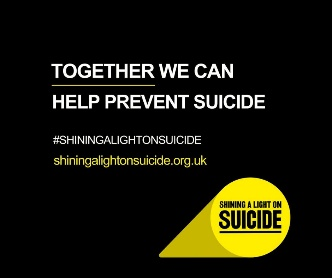 TOGETHER WE CAN
HELP PREVENT SUICIDE
#SHININGALIGHTONSUICIDE
shiningalightonsuicide.org.uk
SHINING A LIGHT ON
SUICIDE